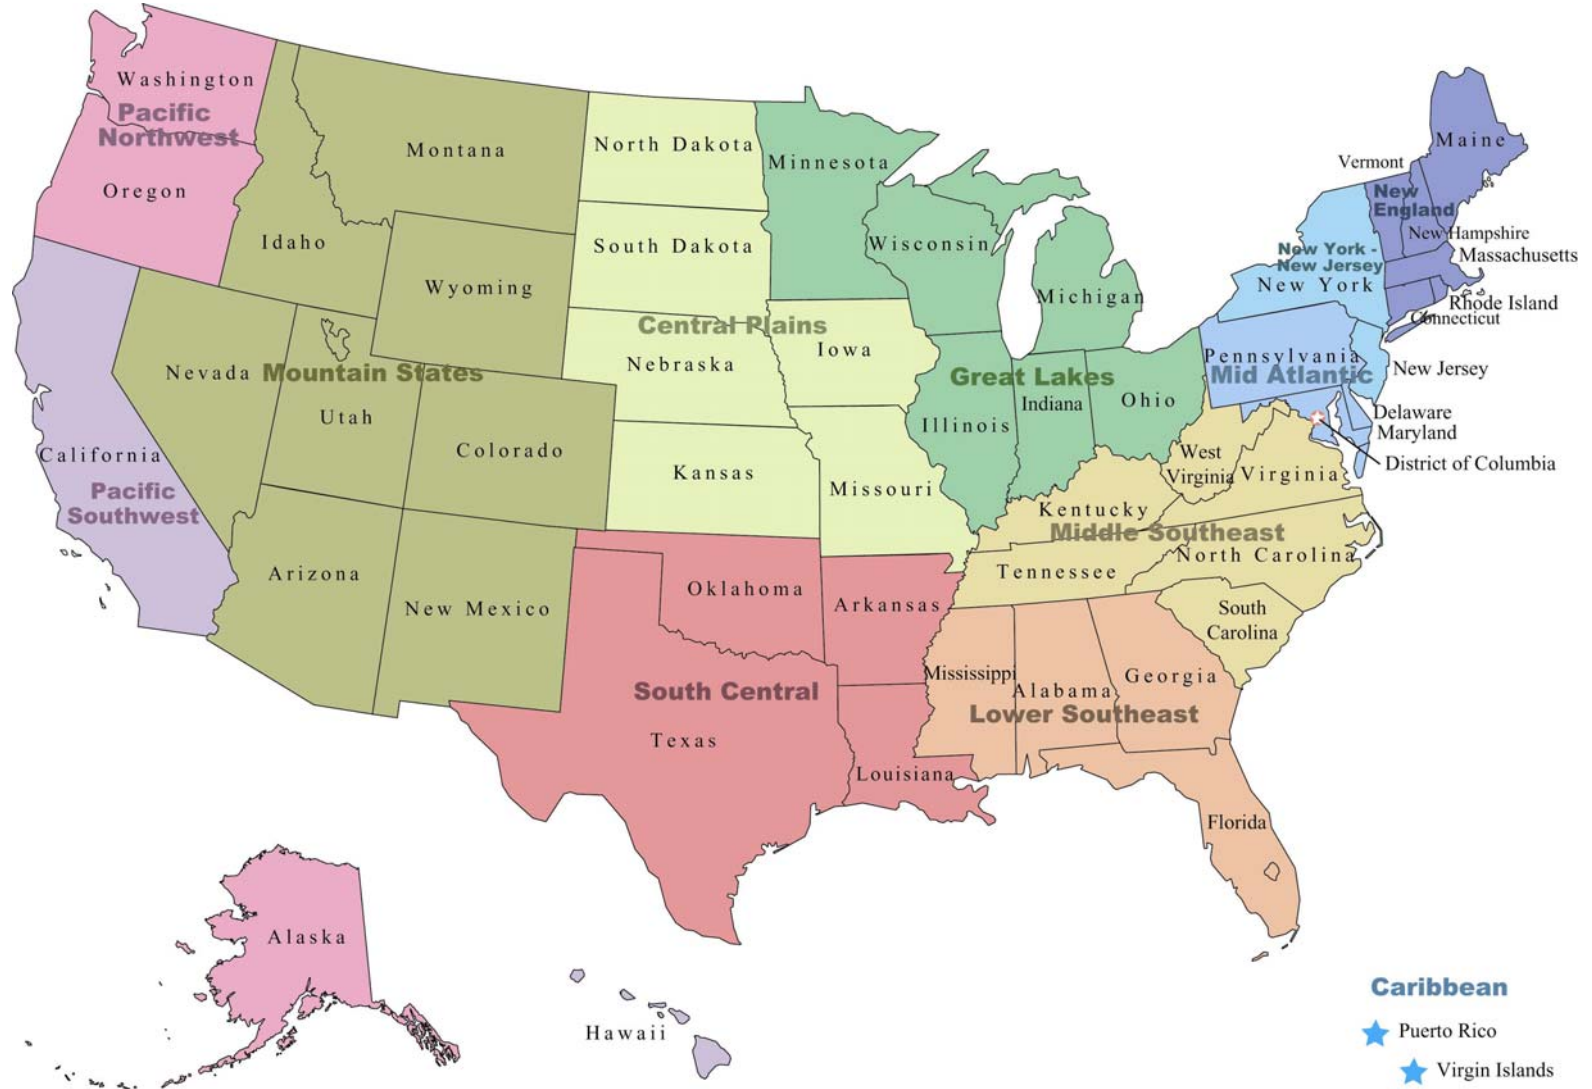 Washington
Pacific
Northwest
Oregon
Montana
Idaho
Wyoming
North Dakota
South Dakota
Central Plains
Nebraska
Minnesota
Wisconsin
Michigan
Iowa
Maine
Vermont
New
England
New Hampshire
New York -
New Jersey
New York
Massachusetts
Rhode Island
Connecticut
Nevada
Mountain States
Utah
Colorado
Kansas
Missouri
Great Lakes
Illinois
Indiana
Ohio
Pennsylvania
Mid Atlantic
New Jersey
Delaware
Maryland
District of Columbia
California
Pacific
Southwest
Arizona
New Mexico
Oklahoma
Arkansas
West
Virginia
Virginia
Kentucky
Middle Southeast
North Carolina
Tennessee
South
Carolina
South Central
Texas
Louisiana
Mississippi
Alabama
Georgia
Lower Southeast
Florida
Alaska
Hawaii
Caribbean
Puerto Rico
Virgin Islands